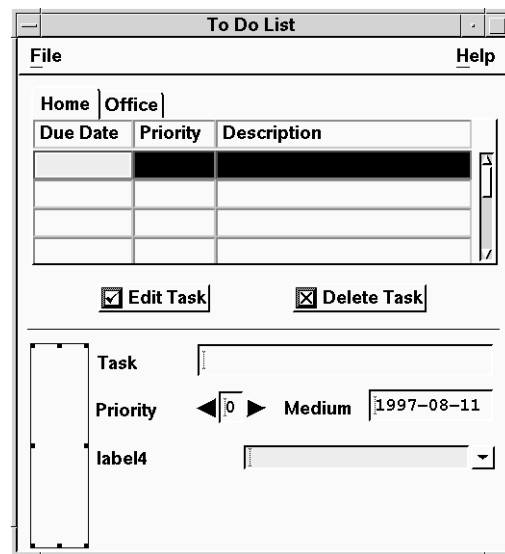 To Do List
File Help
Home Office
Due Date Priority Description
Edit Task Delete Task
Task
Priority 0 Medium 1997-08-11
label4